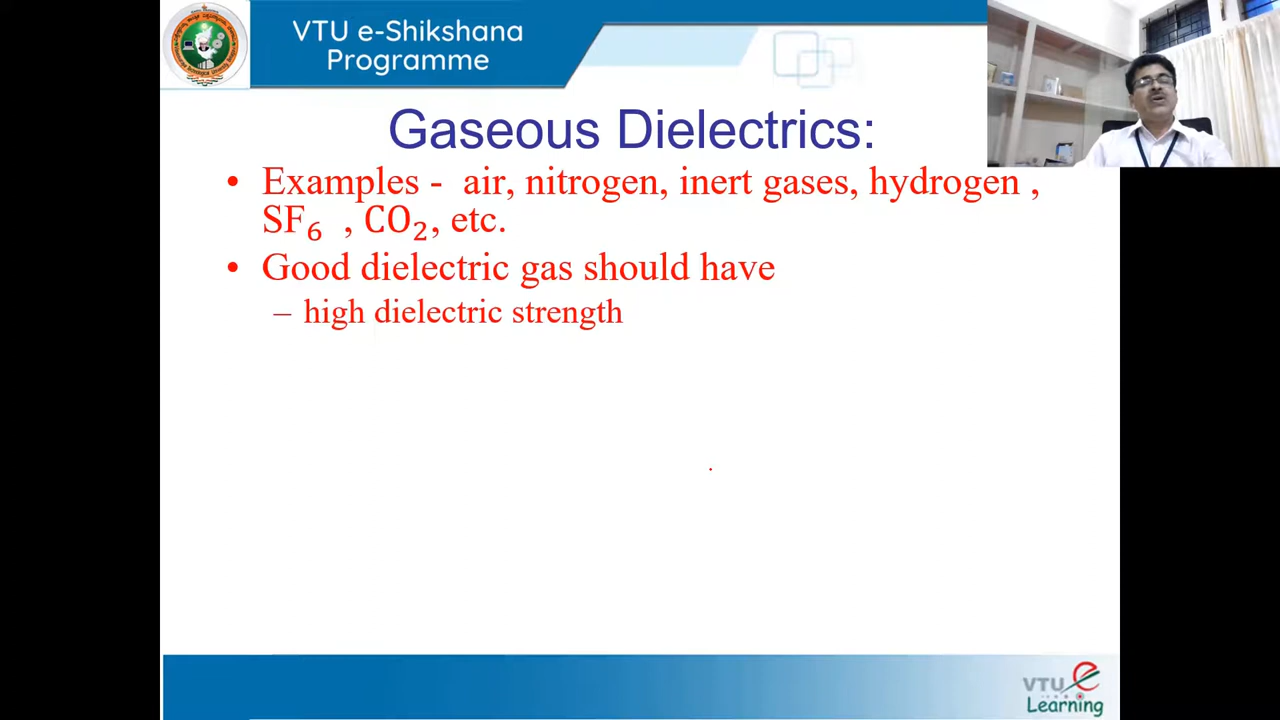 VTU e-Shikshana
Programme
Gaseous Dielectrics:
• Examples - air, nitrogen, inert gases, hydrogen ,
SF₆ , CO₂, etc.
• Good dielectric gas should have
– high dielectric strength
VTU e
Learning